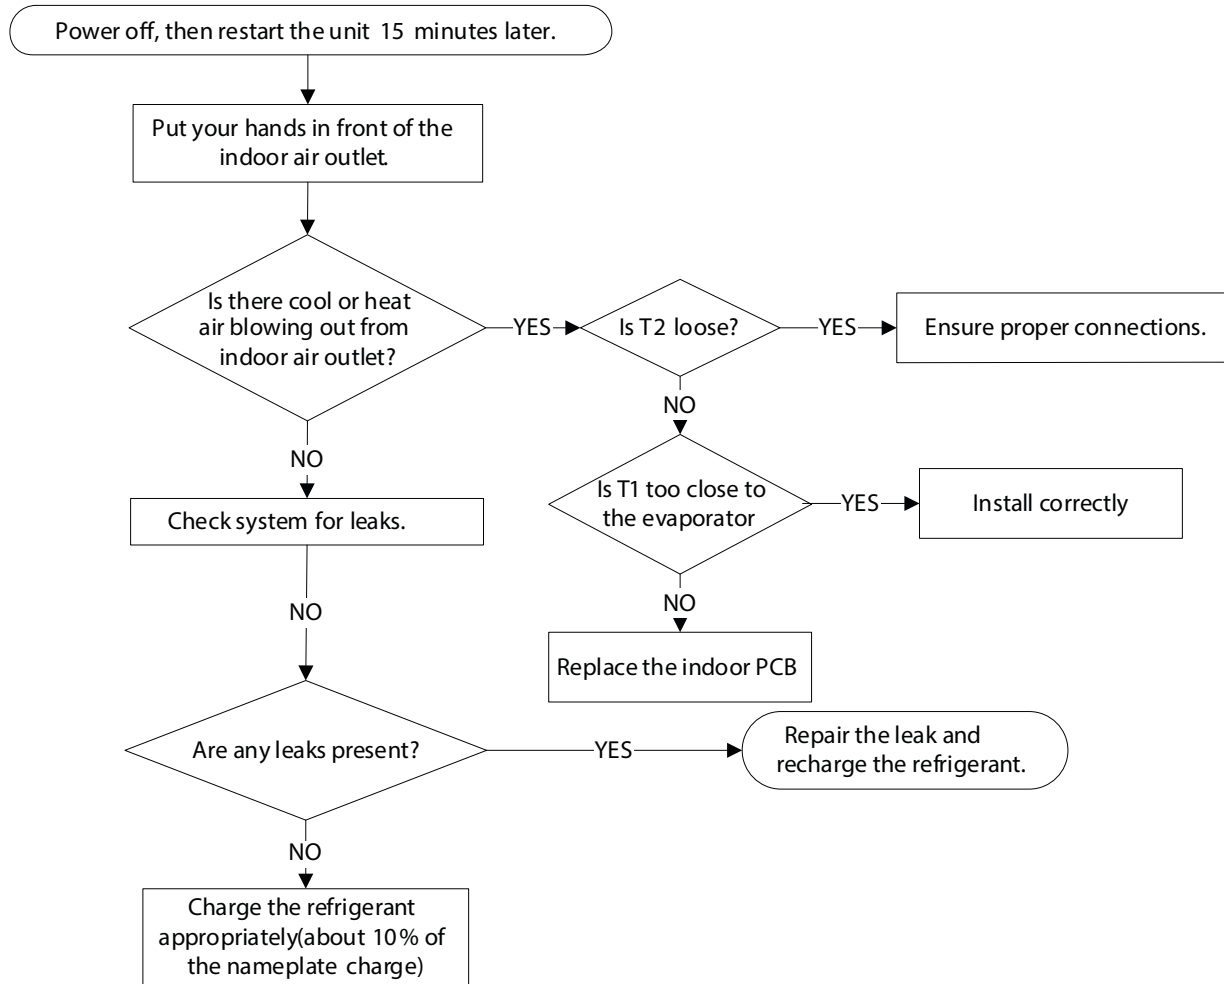 Power off, then restart the unit 15 minutes later.
Put your hands in front of the
indoor air outlet.
Is there cool or heat
air blowing out from
indoor air outlet?
YES
Is T2 loose?
YES
Ensure proper connections.
NO
NO
Is T1 too close to
the evaporator
YES
Install correctly
Check system for leaks.
NO
NO
Replace the indoor PCB
Are any leaks present?
YES
Repair the leak and
recharge the refrigerant.
NO
Charge the refrigerant
appropriately(about 10% of
the nameplate charge)